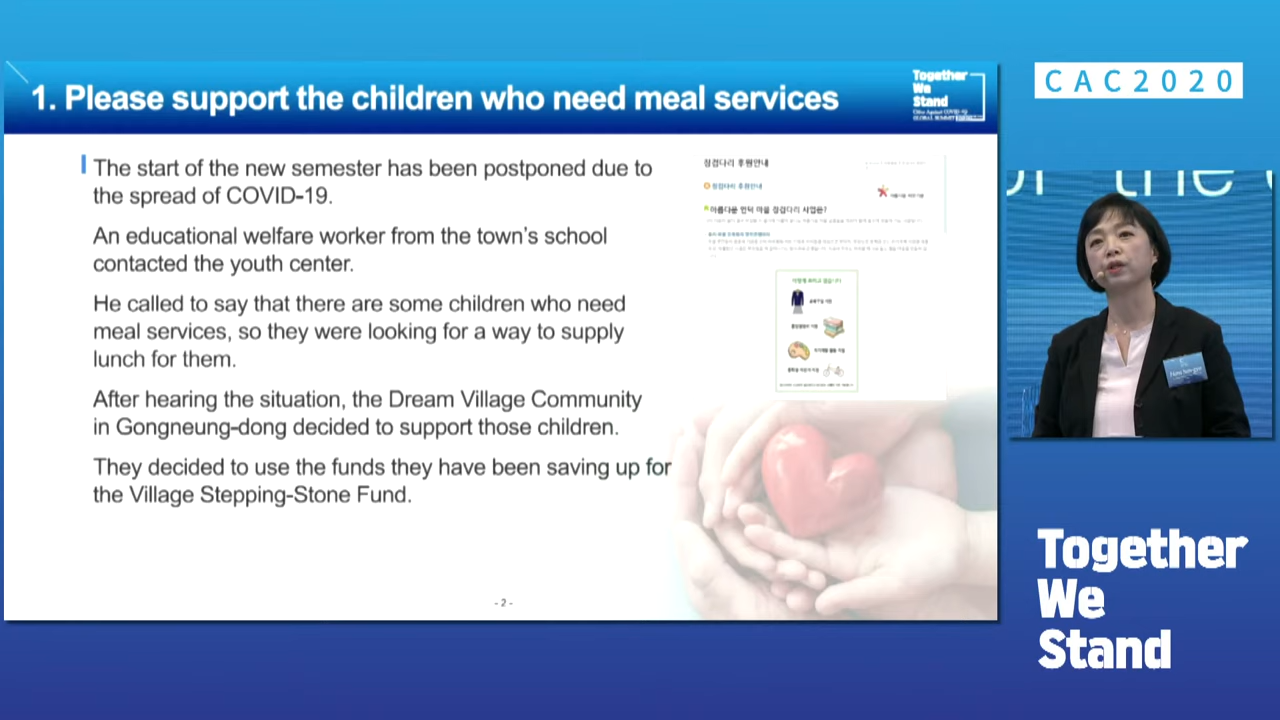 1. Please support the children who need meal services
Together
We
Stand
The start of the new semester has been postponed due to
the spread of COVID-19.
An educational welfare worker from the town's school
contacted the youth center.
He called to say that there are some children who need
meal services, so they were looking for a way to supply
lunch for them.
After hearing the situation, the Dream Village Community
in Gongneung-dong decided to support those children.
They decided to use the funds they have been saving up for
the Village Stepping-Stone Fund.
징검다리 후원안내
징검다리 후원안내
아름다운 언덕 마을 징검다리 사업은?
- 2 -
CAC2020
of the
Together
We
Stand